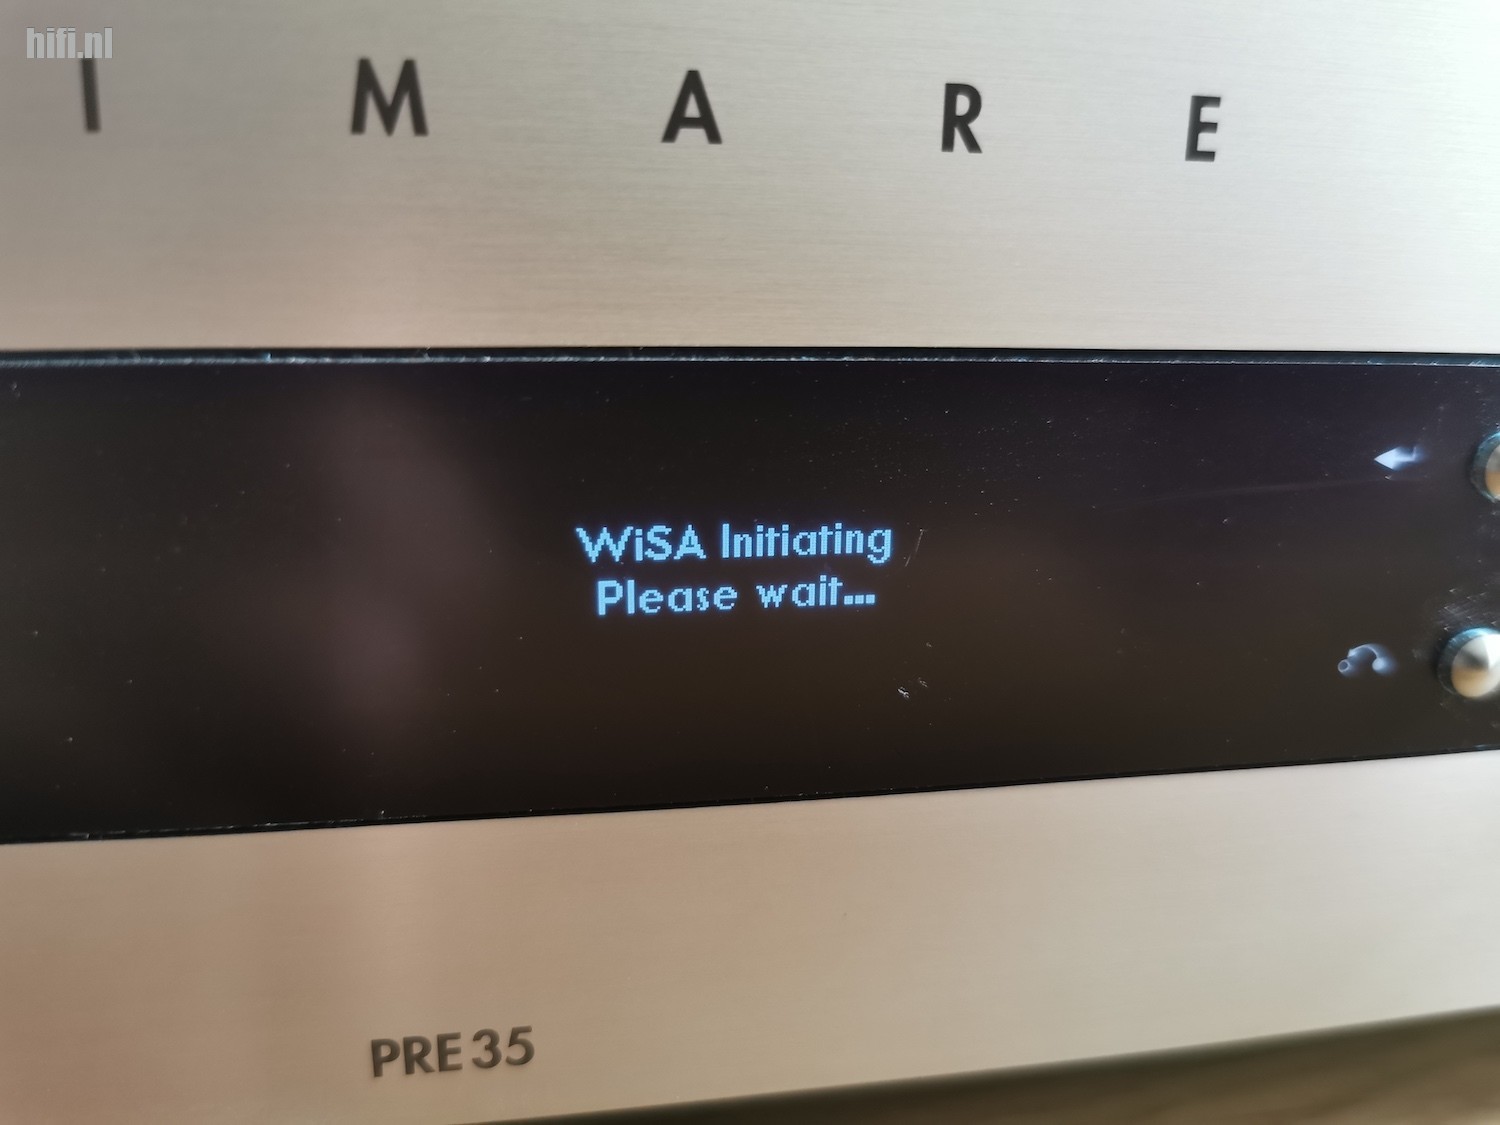 hifi.nl
I M A R E
WiSA Initiating
Please wait...
PRE35